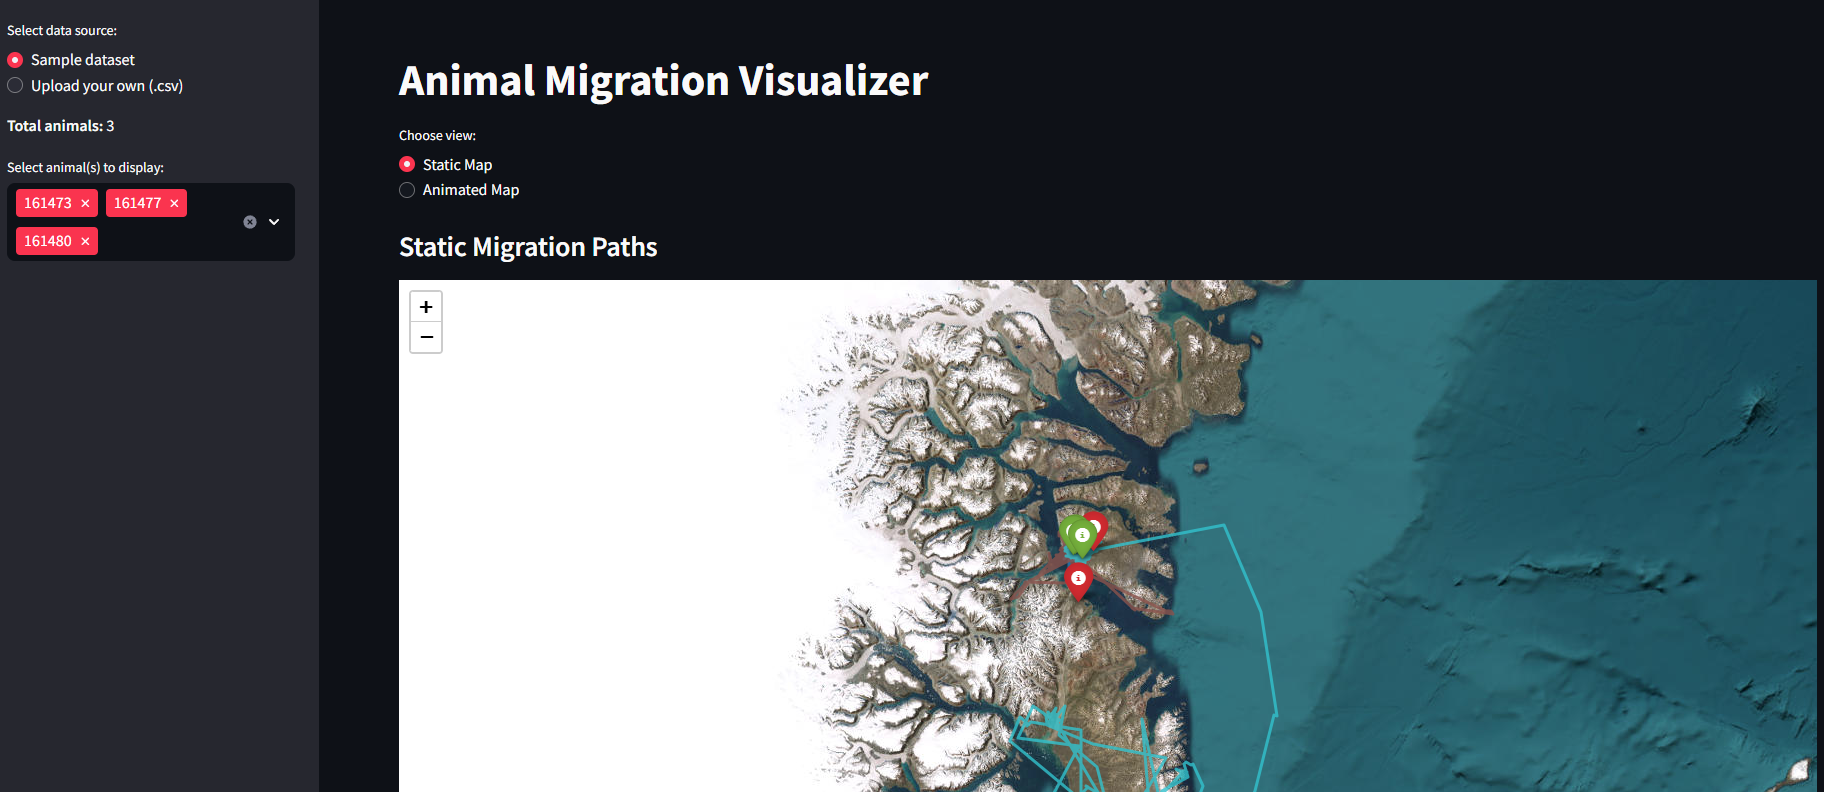 Select data source:
Sample dataset
Upload your own (.csv)
Total animals: 3
Select animal(s) to display:
161473 ×
161477 ×
161480 ×
Animal Migration Visualizer
Choose view:
Static Map
Animated Map
Static Migration Paths
+
−
i
i